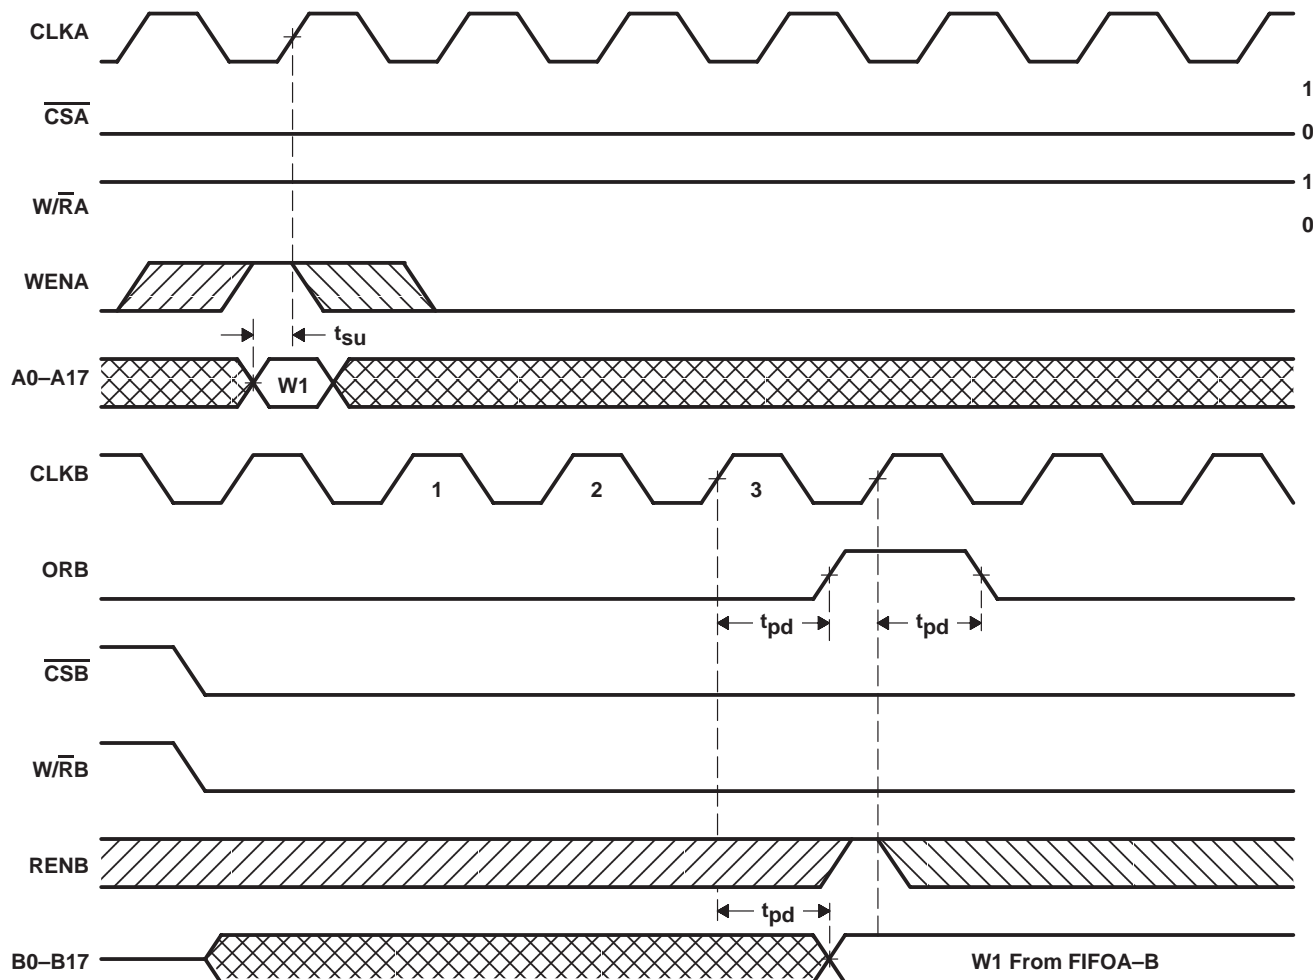 CLKA
1
CSA
0
1
W/RA
0
WENA
tsu
A0–A17
W1
CLKB
1 2 3
ORB
tpd tpd
CSB
W/RB
RENB
tpd
B0–B17
W1 From FIFOA–B